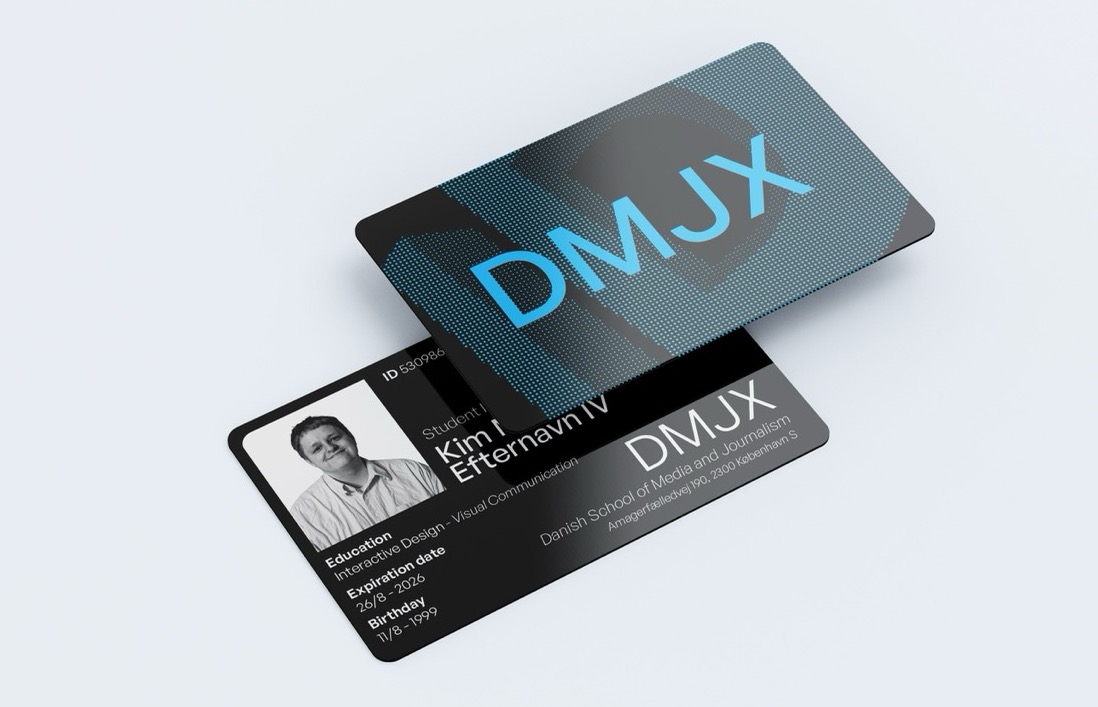 DMJX
ID 530986
Student
Kim
Efternavn IV
DMJX
Danish School of Media and Journalism
Amagerfælledvej 190, 2300 København S
Education
Interactive Design - Visual Communication
Expiration date
26/8 - 2026
Birthday
11/8 - 1999